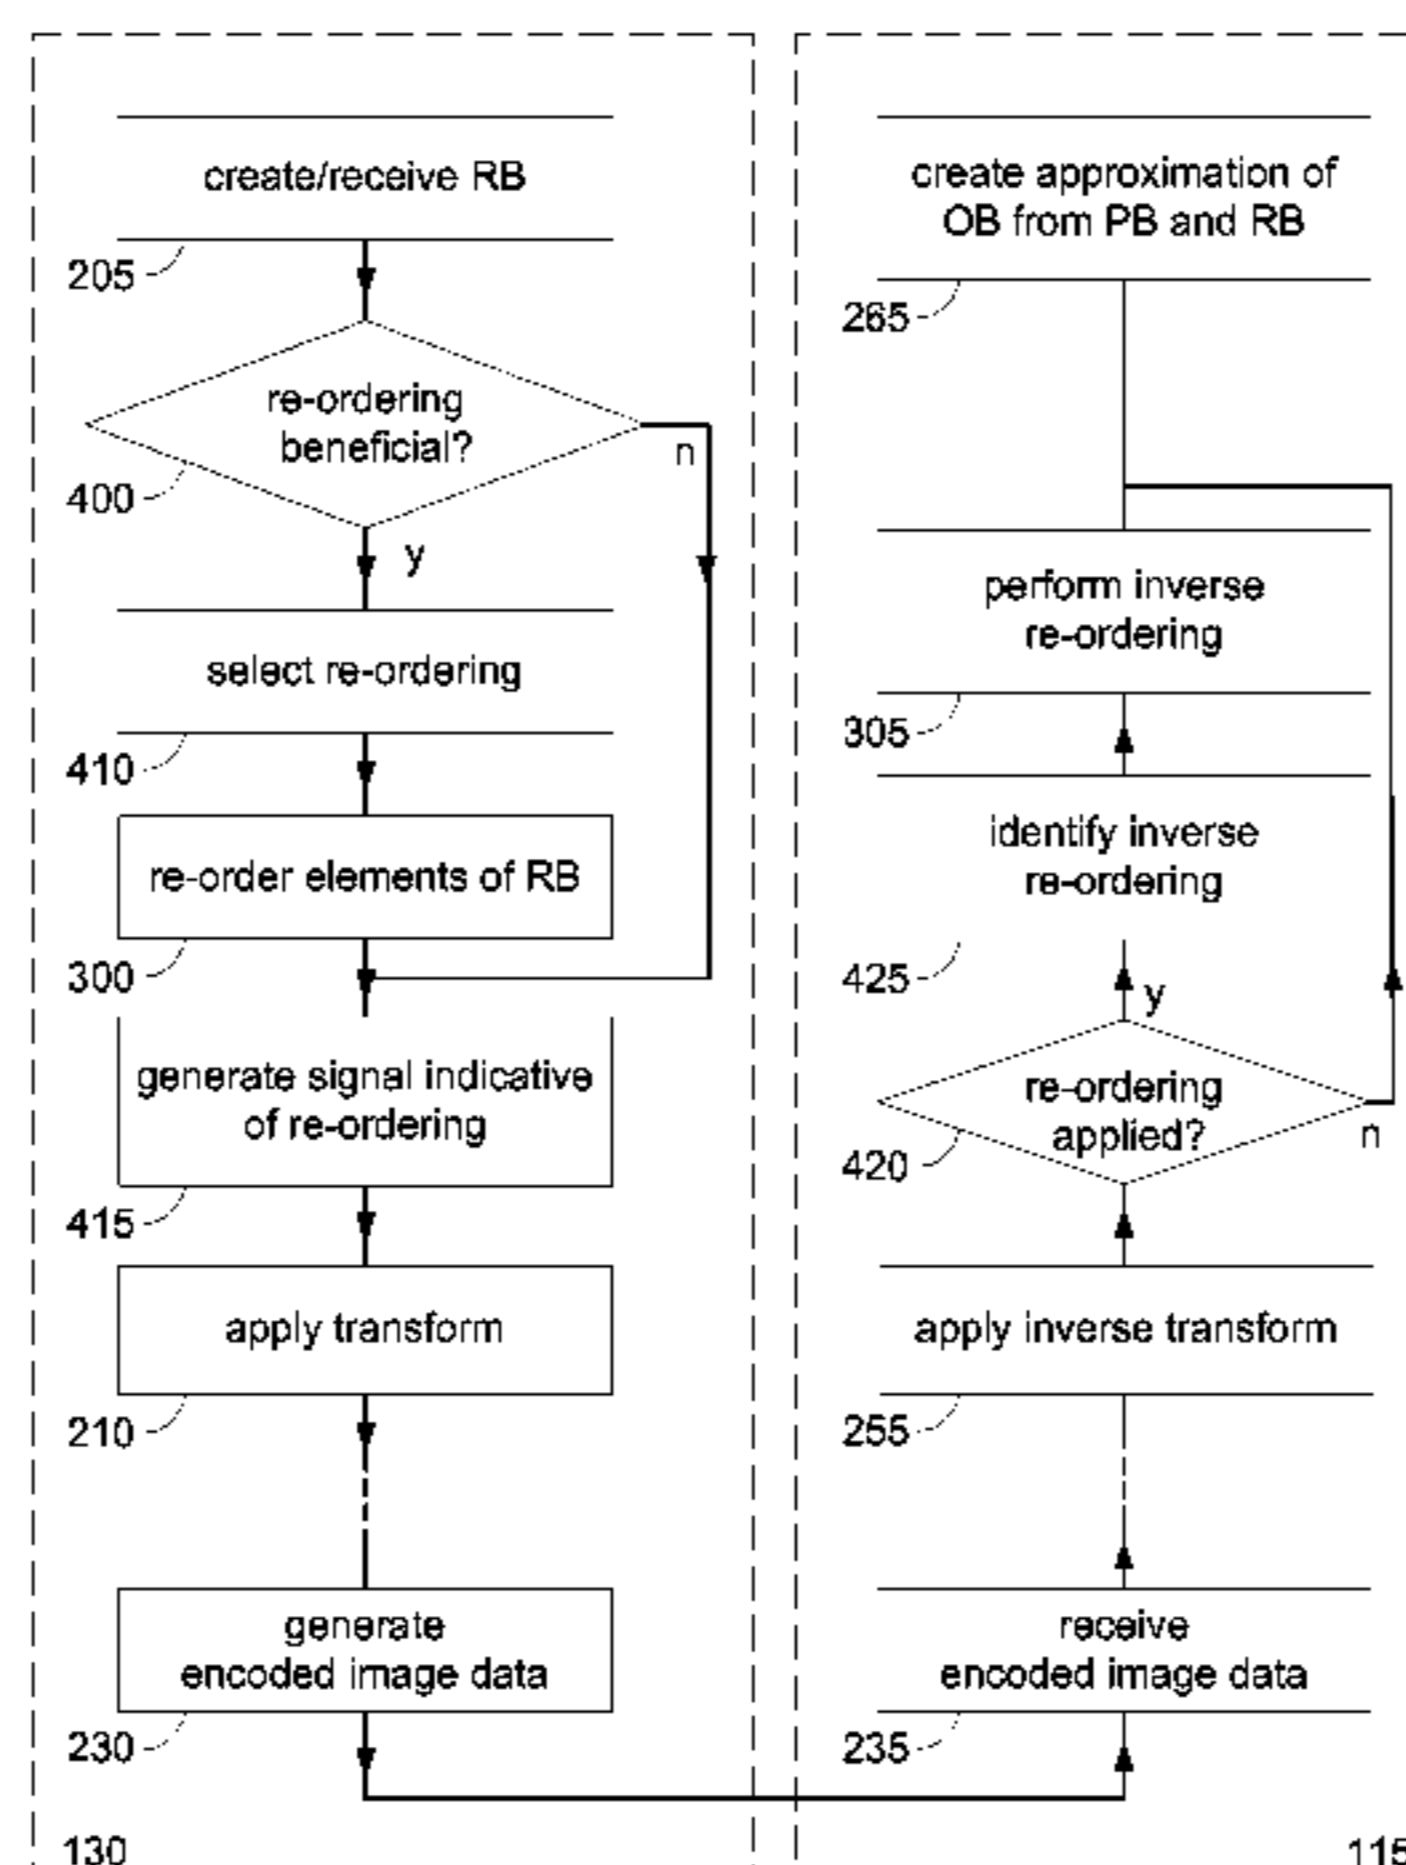 create/receive RB
205
re-ordering
beneficial?
400
n
y
select re-ordering
410
re-order elements of RB
300
generate signal indicative
of re-ordering
415
apply transform
210
generate
encoded image data
230
130
create approximation of
OB from PB and RB
265
perform inverse
re-ordering
305
identify inverse
re-ordering
425
y
re-ordering
applied?
420
n
apply inverse transform
255
receive
encoded image data
235
115